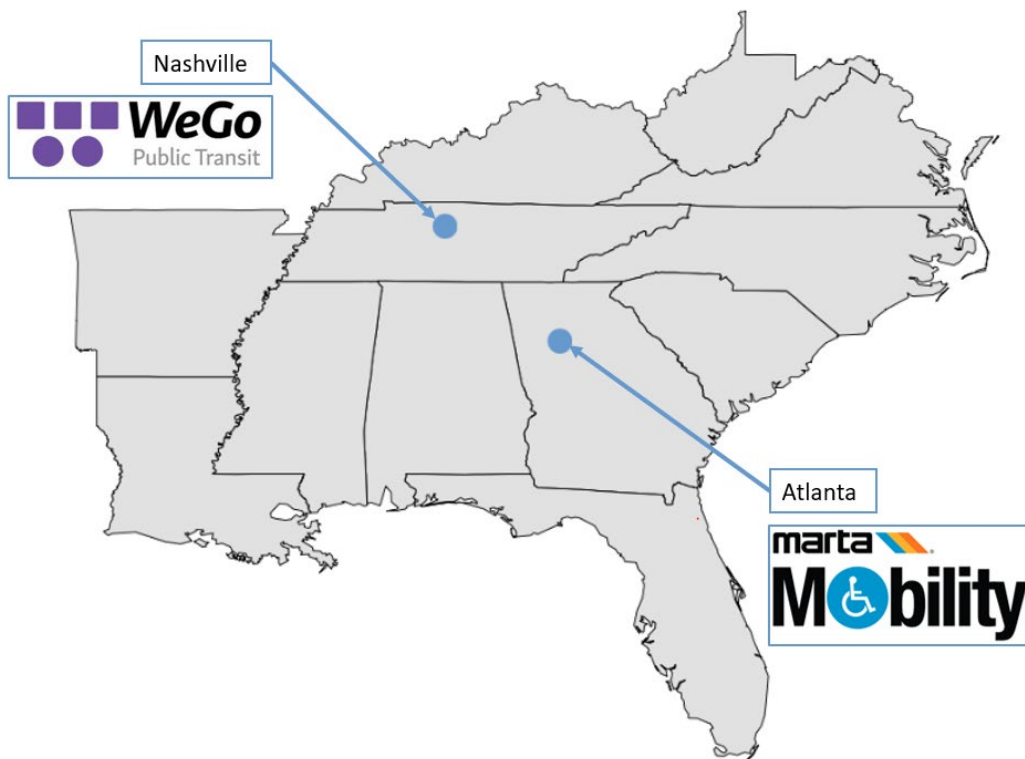 Nashville
WeGo
Public Transit
Atlanta
marta
Mobility